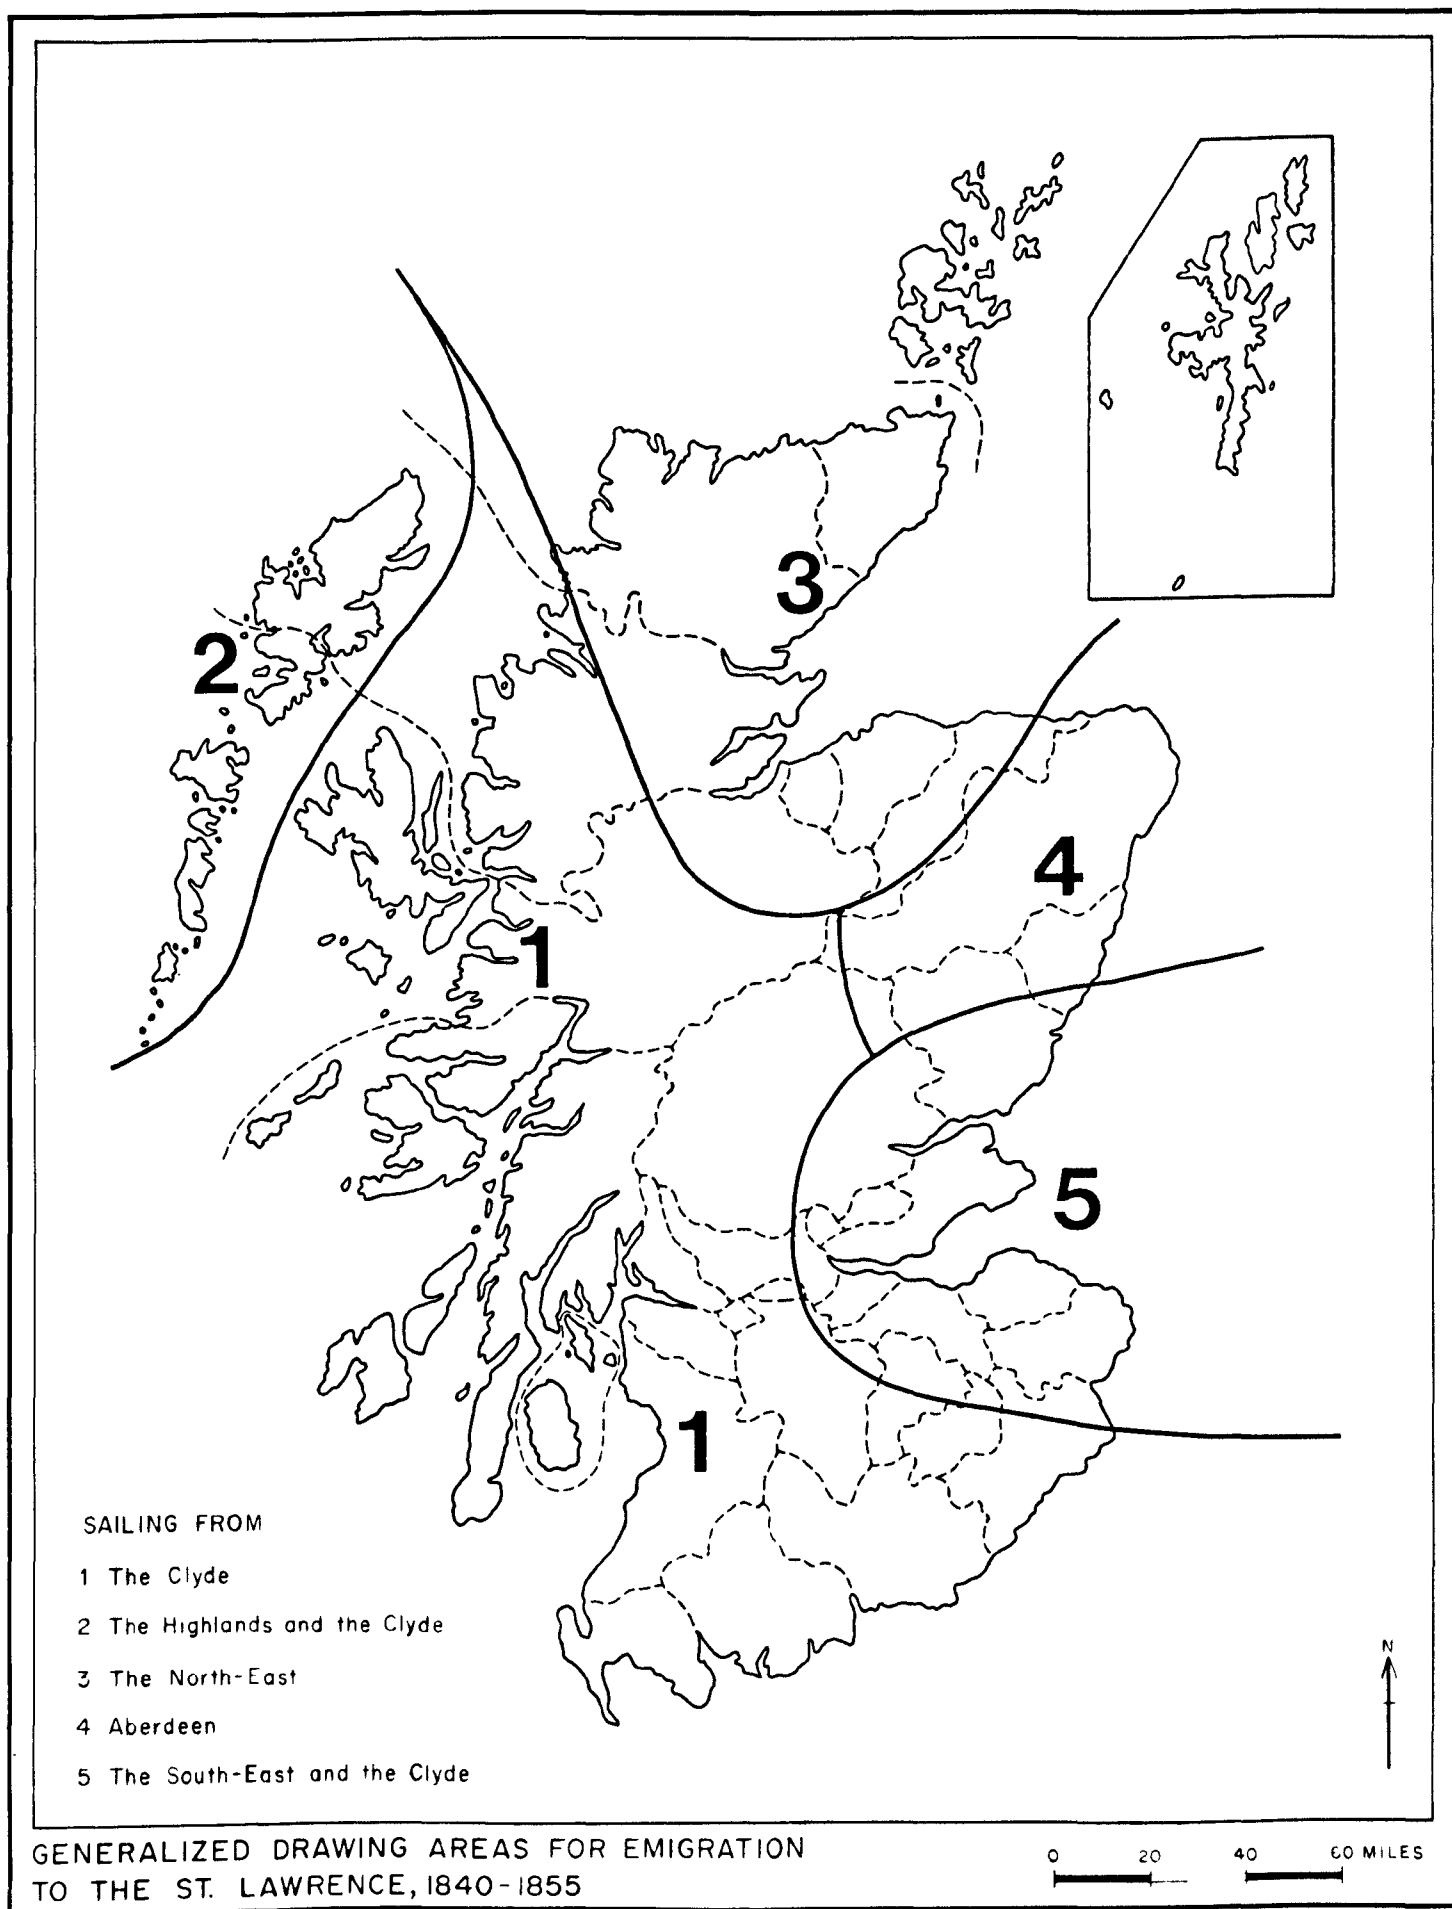 3
2
4
1
5
1
SAILING FROM
1 The Clyde
2 The Highlands and the Clyde
3 The North-East
4 Aberdeen
5 The South-East and the Clyde
N
GENERALIZED DRAWING AREAS FOR EMIGRATION
TO THE ST. LAWRENCE, 1840-1855
0 20 40 60 MILES